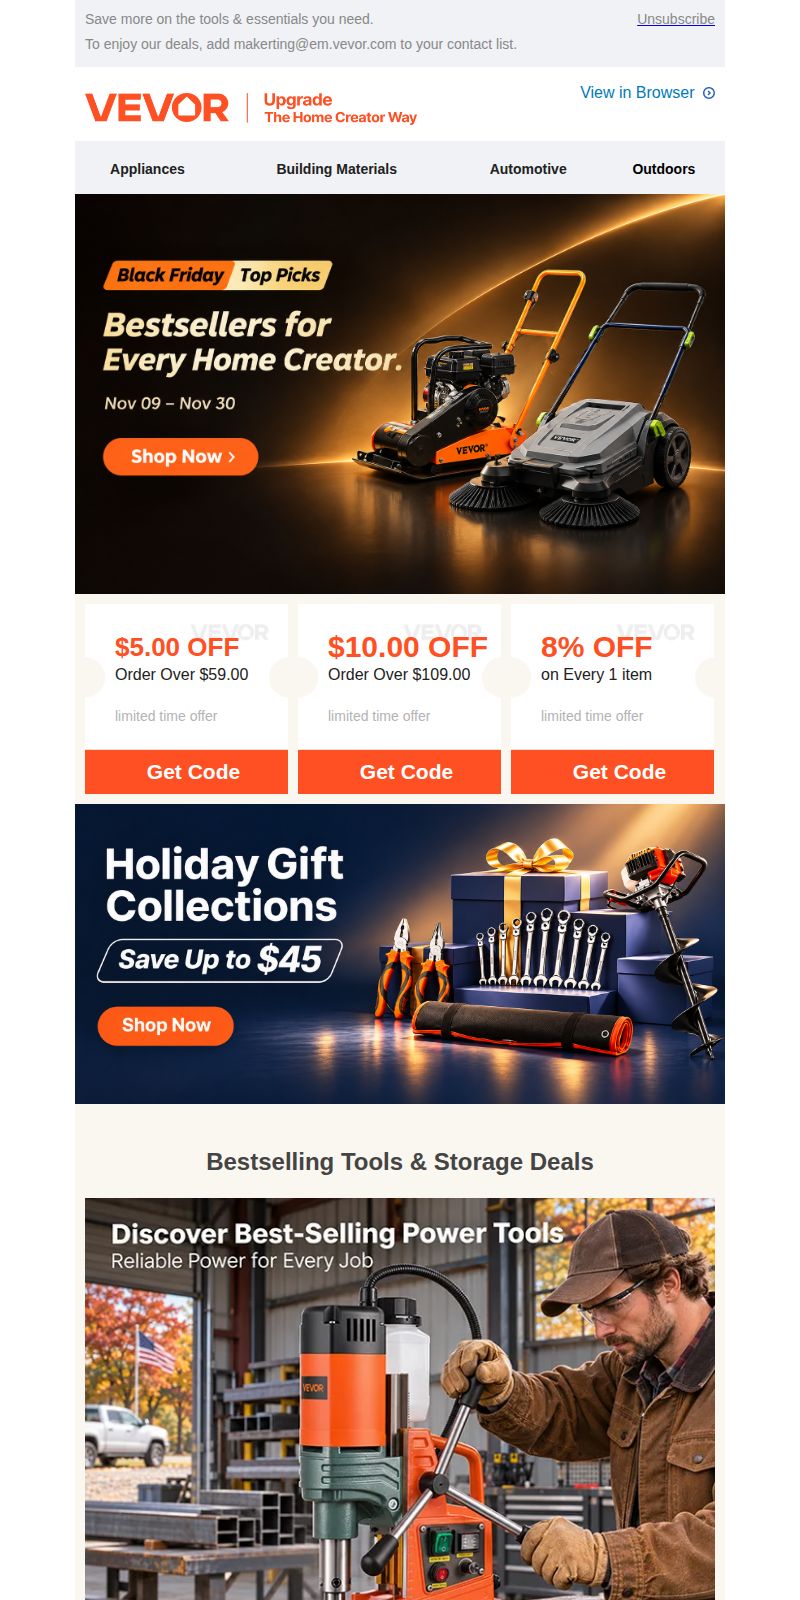 Save more on the tools & essentials you need.
Unsubscribe
To enjoy our deals, add makerting@em.vevor.com to your contact list.
VEVOR
Upgrade
The Home Creator Way
View in Browser
Appliances
Building Materials
Automotive
Outdoors
Black Friday
Top Picks
Bestsellers for
Every Home Creator.
Nov 09 – Nov 30
Shop Now
VEVOR
VEVOR
VEVOR
$5.00 OFF
Order Over $59.00
limited time offer
Get Code
VEVOR
$10.00 OFF
Order Over $109.00
limited time offer
Get Code
VEVOR
8% OFF
on Every 1 item
limited time offer
Get Code
Holiday Gift
Collections
Save Up to $45
Shop Now
Bestselling Tools & Storage Deals
Discover Best-Selling Power Tools
Reliable Power for Every Job
VEVOR